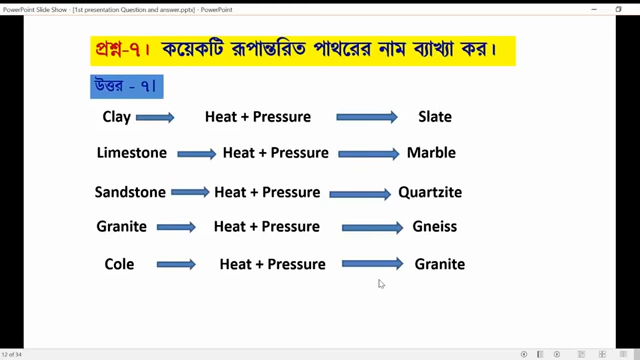 PowerPoint Slide Show - [1st presentation Question and answer.pptx] - PowerPoint
প্রশ্ন-৭। কয়েকটি রূপান্তরিত পাথরের নাম ব্যাখ্যা কর।
উত্তর - ৭।
Clay Heat + Pressure Slate
Limestone Heat + Pressure Marble
Sandstone Heat + Pressure Quartzite
Granite Heat + Pressure Gneiss
Cole Heat + Pressure Granite
12 of 34